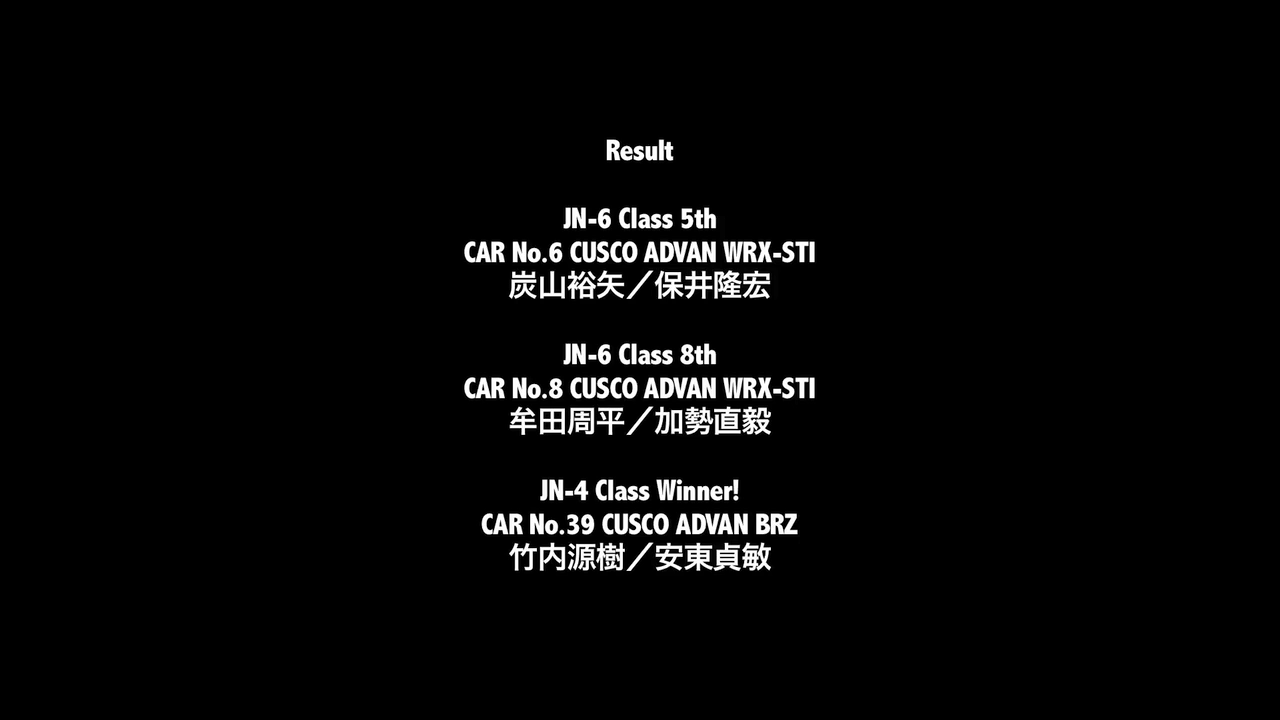 Result
JN-6 Class 5th
CAR No.6 CUSCO ADVAN WRX-STI
炭山裕矢／保井隆宏
JN-6 Class 8th
CAR No.8 CUSCO ADVAN WRX-STI
牟田周平／加勢直毅
JN-4 Class Winner!
CAR No.39 CUSCO ADVAN BRZ
竹内源樹／安東貞敏